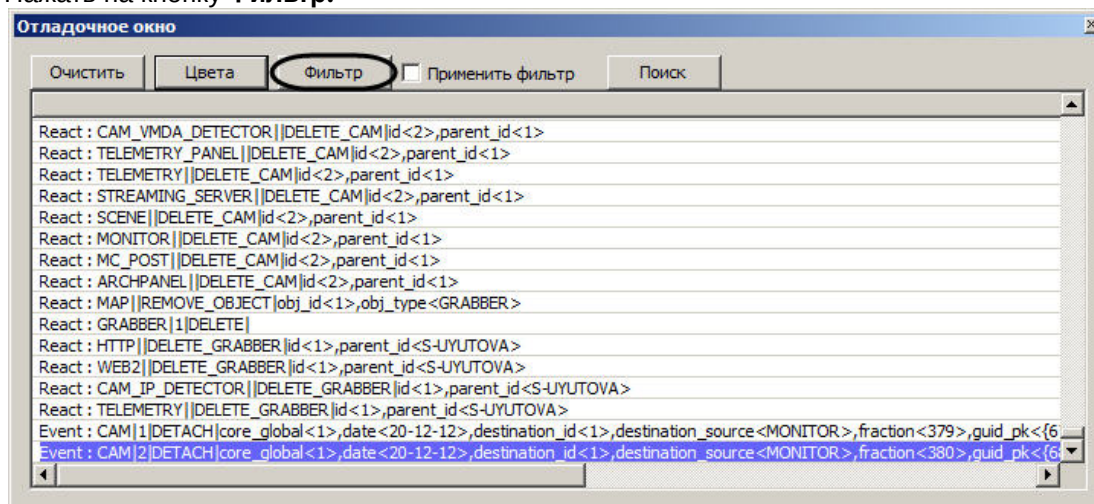 Отладочное окно
Очистить Цвета Фильтр Применить фильтр Поиск
React : CAM_VMDA_DETECTOR||DELETE_CAM|id<2>,parent_id<1>
React : TELEMETRY_PANEL||DELETE_CAM|id<2>,parent_id<1>
React : TELEMETRY||DELETE_CAM|id<2>,parent_id<1>
React : STREAMING_SERVER||DELETE_CAM|id<2>,parent_id<1>
React : SCENE||DELETE_CAM|id<2>,parent_id<1>
React : MONITOR||DELETE_CAM|id<2>,parent_id<1>
React : MC_POST||DELETE_CAM|id<2>,parent_id<1>
React : ARCHPANEL||DELETE_CAM|id<2>,parent_id<1>
React : MAP||REMOVE_OBJECT|obj_id<1>,obj_type<GRABBER>
React : GRABBER|1|DELETE|
React : HTTP||DELETE_GRABBER|id<1>,parent_id<S-UYUTOVA>
React : WEB2||DELETE_GRABBER|id<1>,parent_id<S-UYUTOVA>
React : CAM_IP_DETECTOR||DELETE_GRABBER|id<1>,parent_id<S-UYUTOVA>
React : TELEMETRY||DELETE_GRABBER|id<1>,parent_id<S-UYUTOVA>
Event : CAM|1|DETACH|core_global<1>,date<20-12-12>,destination_id<1>,destination_source<MONITOR>,fraction<379>,guid_pk<{6
Event : CAM|2|DETACH|core_global<1>,date<20-12-12>,destination_id<1>,destination_source<MONITOR>,fraction<380>,guid_pk<{6